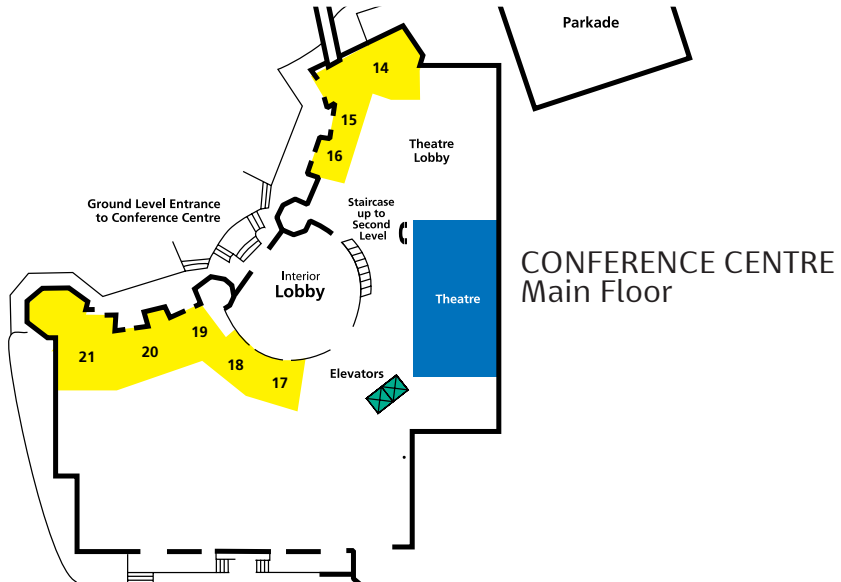 Parkade
14
15
16
Theatre
Lobby
Ground Level Entrance
to Conference Centre
Staircase
up to
Second
Level
Interior
Lobby
Theatre
CONFERENCE CENTRE
Main Floor
19
20
21
18
17
Elevators